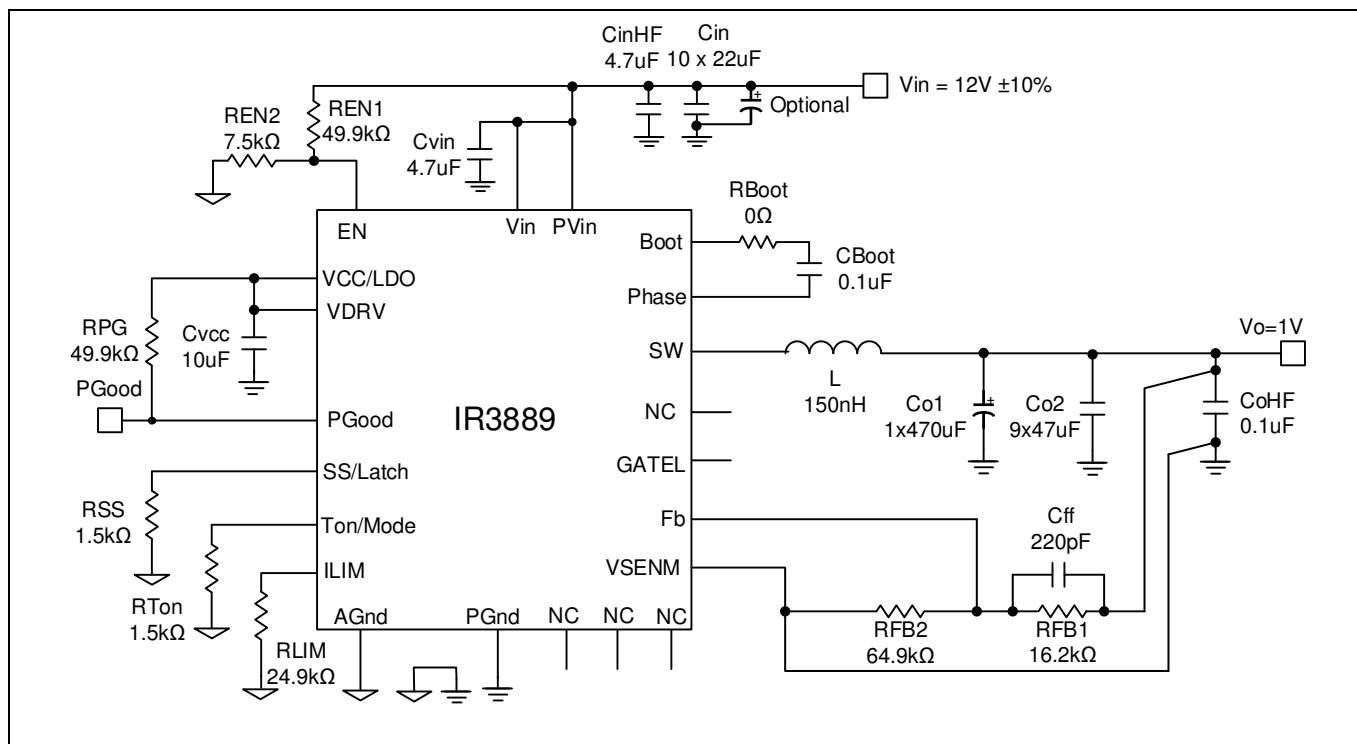 CinHF
4.7uF
Cin
10 x 22uF
Vin = 12V ±10%
+
Optional
REN2
7.5kΩ
REN1
49.9kΩ
Cvin
4.7uF
RBoot
0Ω
CBoot
0.1uF
EN
Vin
PVin
Boot
VCC/LDO
Phase
VDRV
RPG
49.9kΩ
Cvcc
10uF
SW
L
150nH
Vo=1V
PGood
PGood
IR3889
NC
+
Co1
1x470uF
Co2
9x47uF
CoHF
0.1uF
SS/Latch
GATEL
RSS
1.5kΩ
Ton/Mode
Fb
Cff
220pF
ILIM
VSENM
RTon
1.5kΩ
AGnd
PGnd
NC
NC
NC
RLIM
24.9kΩ
RFB2
64.9kΩ
RFB1
16.2kΩ